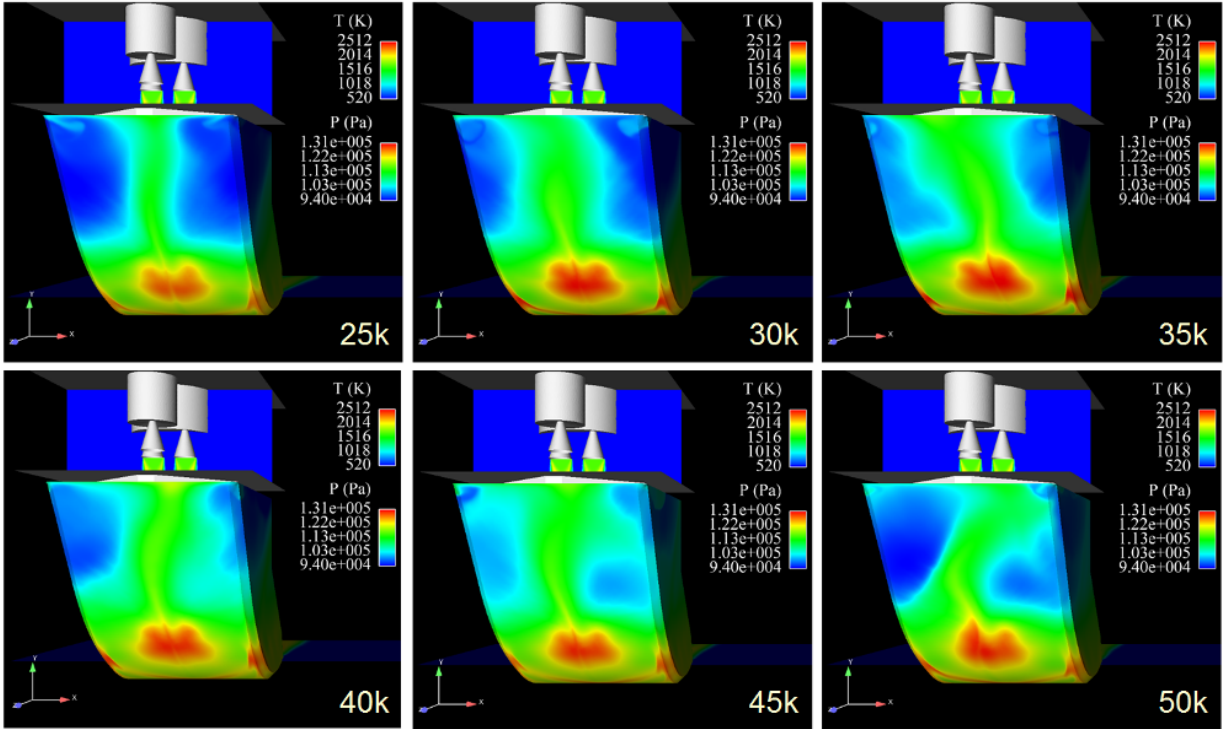 T (K)
2512
2014
1516
1018
520
P (Pa)
1.31e+005
1.22e+005
1.13e+005
1.03e+005
9.40e+004
Y
X
25k
T (K)
2512
2014
1516
1018
520
P (Pa)
1.31e+005
1.22e+005
1.13e+005
1.03e+005
9.40e+004
Y
X
30k
T (K)
2512
2014
1516
1018
520
P (Pa)
1.31e+005
1.22e+005
1.13e+005
1.03e+005
9.40e+004
Y
X
35k
T (K)
2512
2014
1516
1018
520
P (Pa)
1.31e+005
1.22e+005
1.13e+005
1.03e+005
9.40e+004
Y
X
40k
T (K)
2512
2014
1516
1018
520
P (Pa)
1.31e+005
1.22e+005
1.13e+005
1.03e+005
9.40e+004
Y
X
45k
T (K)
2512
2014
1516
1018
520
P (Pa)
1.31e+005
1.22e+005
1.13e+005
1.03e+005
9.40e+004
Y
X
50k